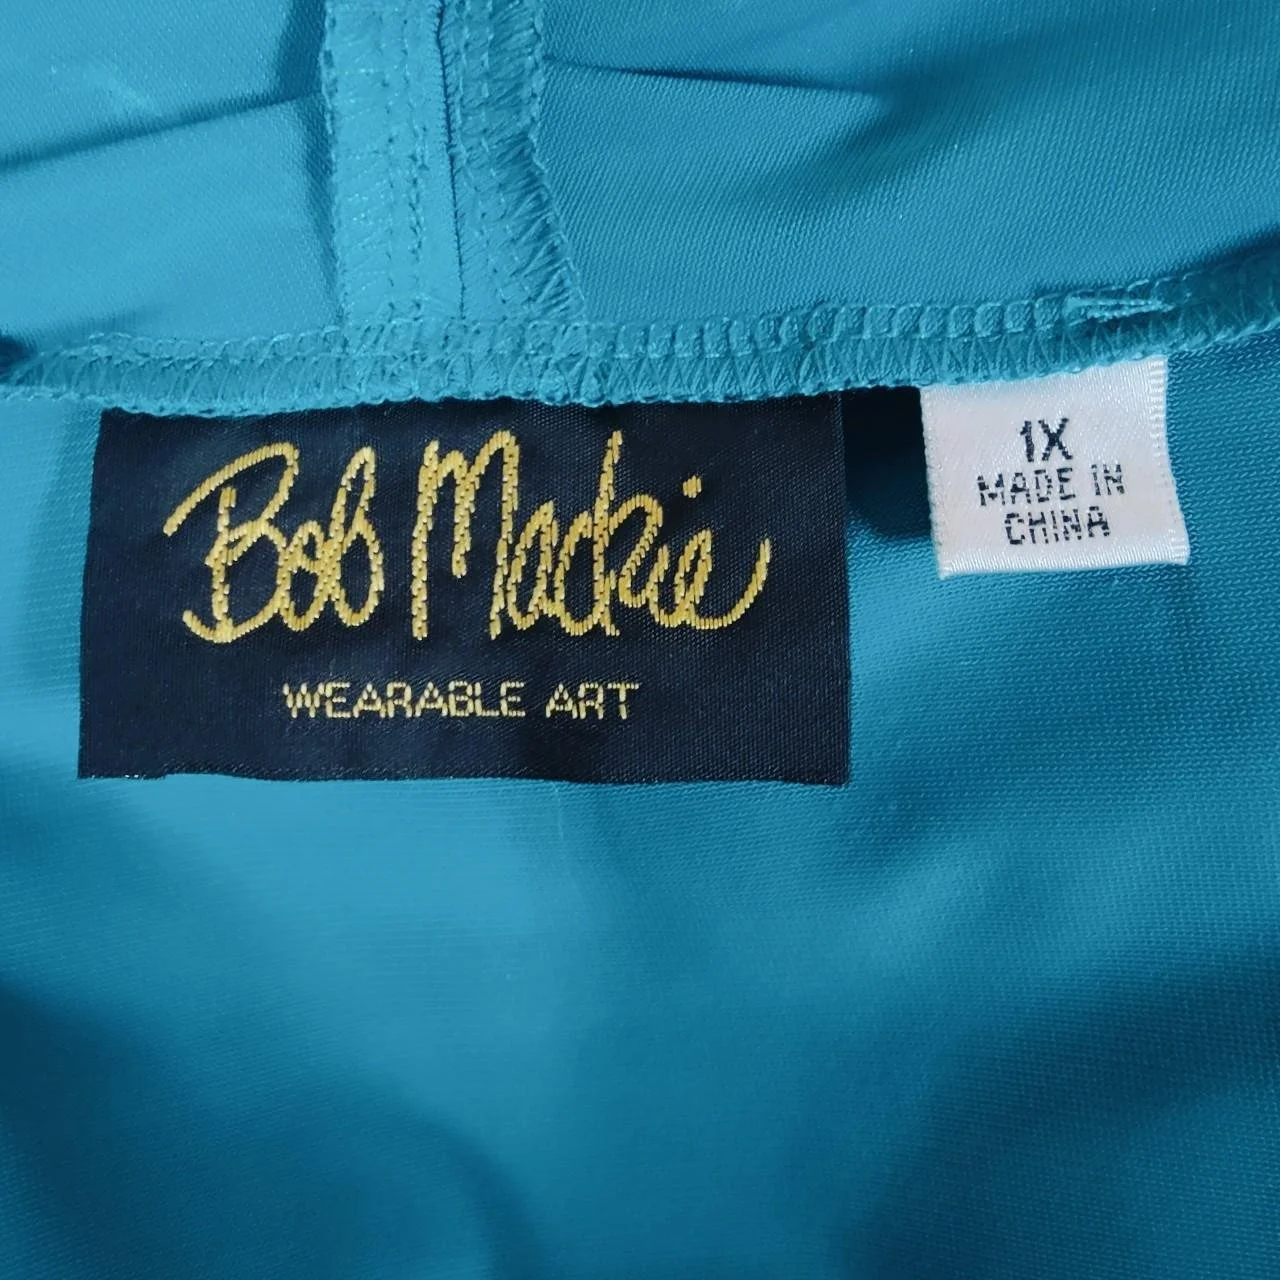 Bob Mackie
WEARABLE ART
1X
MADE IN
CHINA